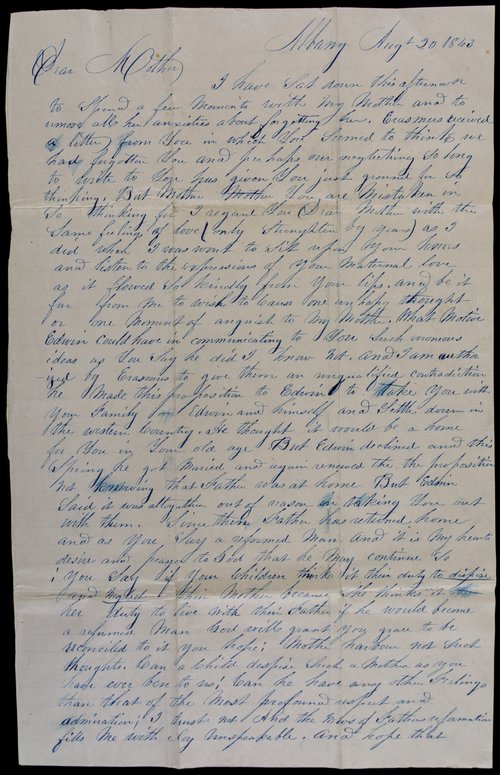 Albany Augt 20 1843
Dear Mother
I have Sat down this afternoon
to Spend a few Moments with My Mother and to
remove all her anxieties about forgetting her. Erasmus received
a letter from You in which You Seemed to think we
had forgotten You and perhaps our neglecting So long
to write to You has given You just ground for So
thinking. But Mother You are Mistaken in
So thinking for I regard You Dear Mother with the
Same feeling of love (only Strengthen by years) as I
did when I was wont to Sit upon Your knees
and listen to the expressions of Your Maternal love
as it flowed So kindly from Your lips. and be it
far from Me to wish to cause one unhapy thought
or one Moment of anguish to My Mother. What Motive
Edwin could have in communicating to You Such
ideas as You Say he did I know not. and I am autho
ized by Erasmus to give them an unqualified contradiction
he Made this proposition to Edwin to take You with
Your Family Edwin and himself and Settle down in
the western Country. He thought it would be a home
for You in Your old age But Edwin declined and this
Spring he got Maried and again renewed the the proposition
not knowing that Father was at home But Edwin
Said it was altogether out of reason in taking You out
with them. Since then Father has returned home
and as You Say a reformed Man and it is My hearts
desire and prayer to God that he May continue So
You Say if Your Children think it their duty to despise
and neglect their Mother because She thinks it
her duty to live with their Father if he would become
a reformed Man God will grant you grace to be
reconciled to it you hope; Mother harbour not Such
thoughts Can a Child despise Such a Mother as you
have ever ben to us; Can he have any other Feelings
than that of the Most profound respect and
admiration; I trust not And the News of Fathers reformation
fills Me with Joy Unspeakable. And hope that